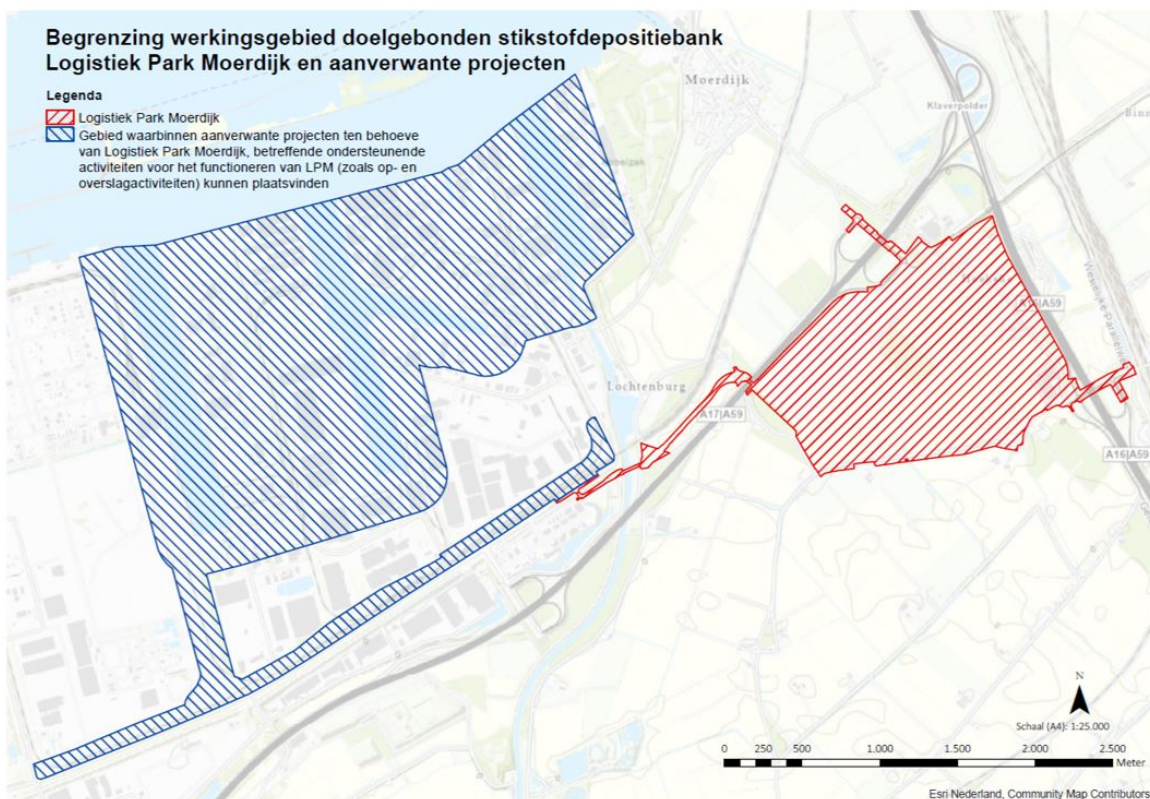 Begrenzing werkingsgebied doelgebonden stikstofdepositiebank
Logistiek Park Moerdijk en aanverwante projecten
Legenda
Logistiek Park Moerdijk
Gebied waarbinnen aanverwante projecten ten behoeve
van Logistiek Park Moerdijk, betreffende ondersteunende
activiteiten voor het functioneren van LPM (zoals op- en
overslagactiviteiten) kunnen plaatsvinden
Moerdijk
Klaverpolder
Lochtenburg
A17|A59
A16|A59
N
Schaal (A4): 1:25.000
0 250 500 1.000 1.500 2.000 2.500
Meter
Esri Nederland, Community Map Contributors